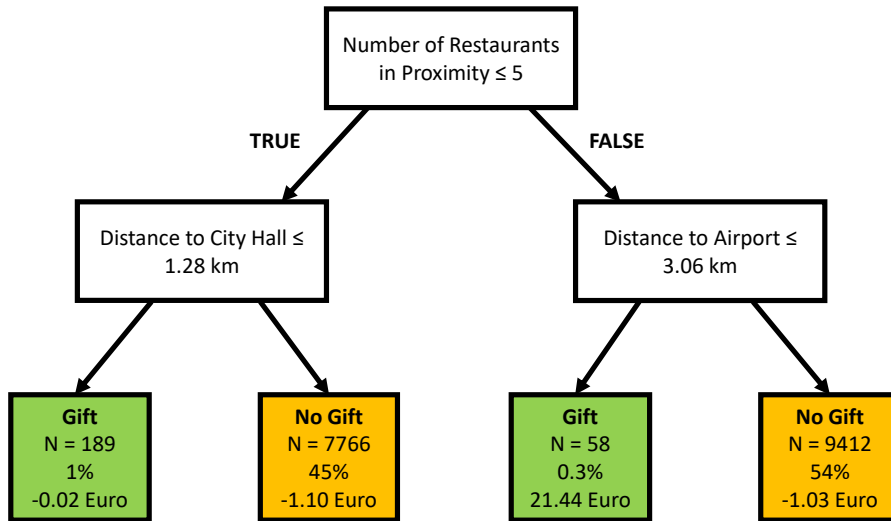 Number of Restaurants
in Proximity ≤ 5
TRUE
FALSE
Distance to City Hall ≤
1.28 km
Distance to Airport ≤
3.06 km
Gift
N = 189
1%
-0.02 Euro
No Gift
N = 7766
45%
-1.10 Euro
Gift
N = 58
0.3%
21.44 Euro
No Gift
N = 9412
54%
-1.03 Euro